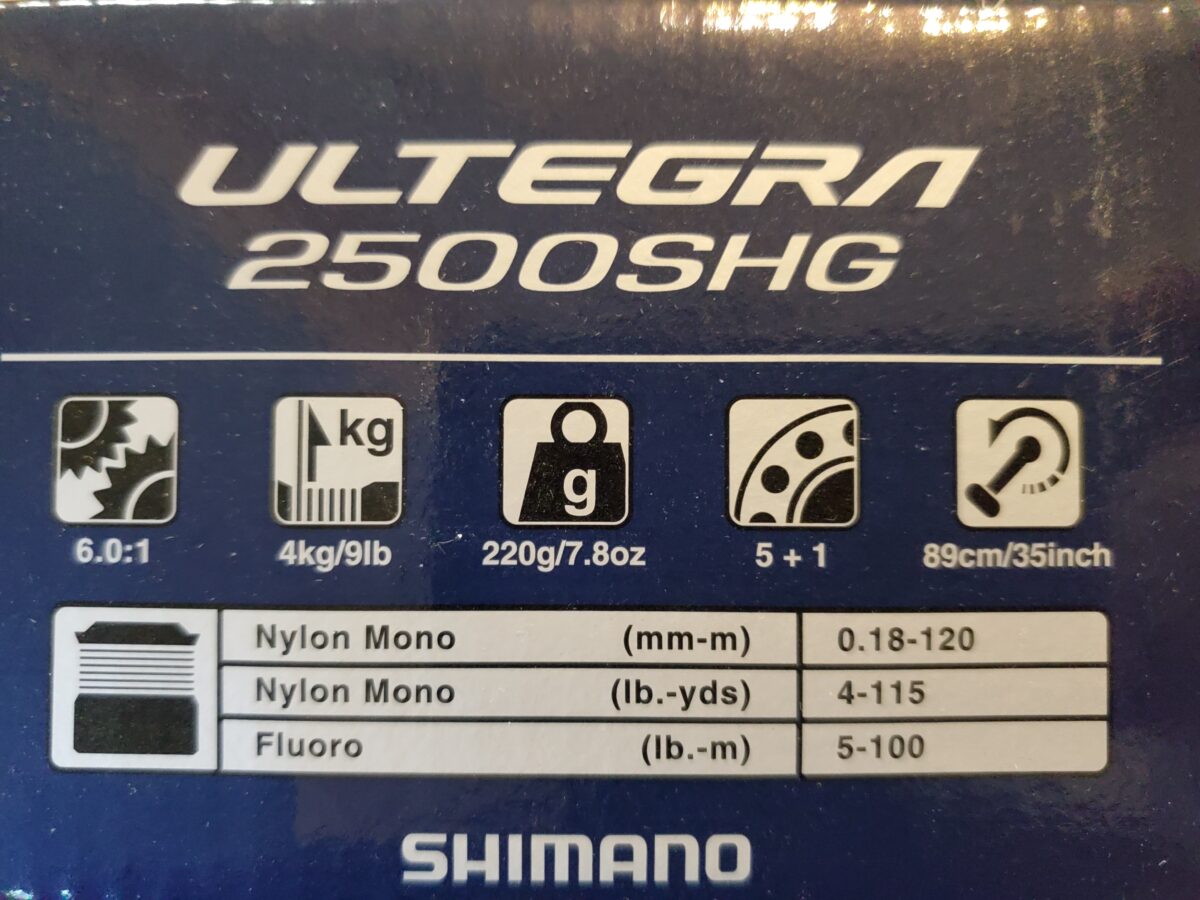 ULTEGRA
2500SHG
kg
g
6.0:1 4kg/9lb 220g/7.8oz 5 + 1 89cm/35inch
Nylon Mono (mm-m) 0.18-120
Nylon Mono (lb.-yds) 4-115
Fluoro (lb.-m) 5-100
SHIMANO